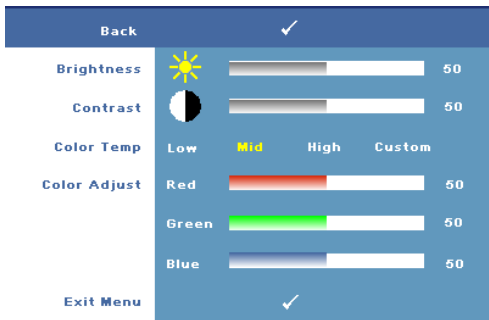 Back
Brightness 50
Contrast 50
Color Temp Low Mid High Custom
Color Adjust Red 50
Green 50
Blue 50
Exit Menu